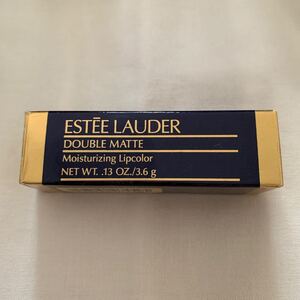 ESTĒE LAUDER
DOUBLE MATTE
Moisturizing Lipcolor
NET WT. .13 OZ./3.6 g